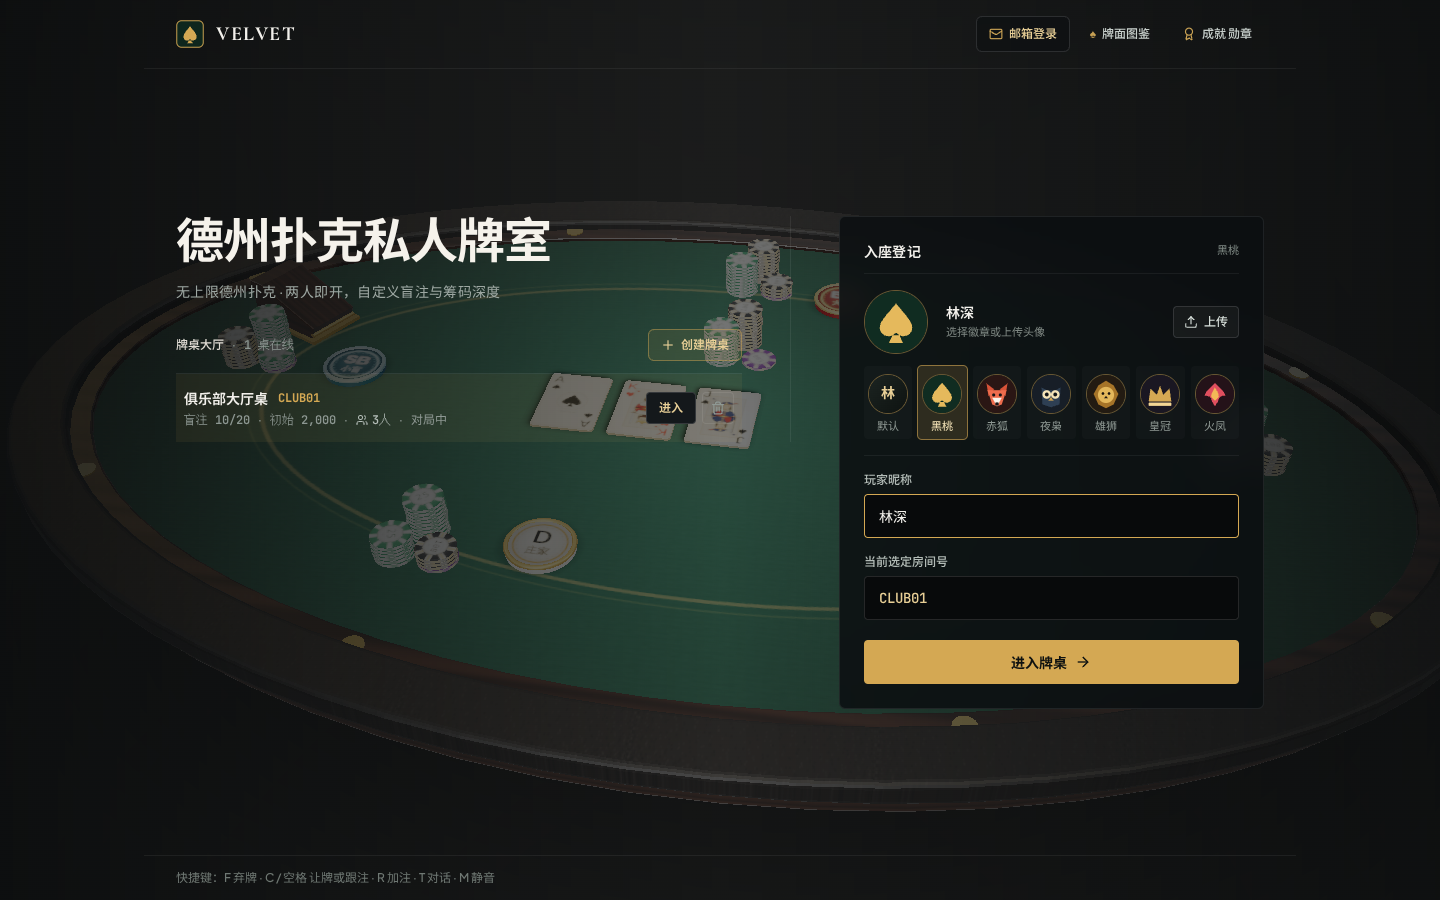 VELVET
邮箱登录
牌面图鉴
成就勋章
德州扑克私人牌室
无上限德州扑克·两人即开，自定义盲注与筹码深度
牌桌大厅 · 1 桌在线
创建牌桌
俱乐部大厅桌 CLUB01
盲注 10/20 · 初始 2,000 · 3人 · 对局中
进入
SB
小盲
D
庄家
入座登记
黑桃
林深
选择徽章或上传头像
上传
林
默认
黑桃
赤狐
夜枭
雄狮
皇冠
火凤
玩家昵称
林深
当前选定房间号
CLUB01
进入牌桌
快捷键：F 弃牌 · C / 空格 让牌或跟注 · R 加注 · T 对话 · M 静音